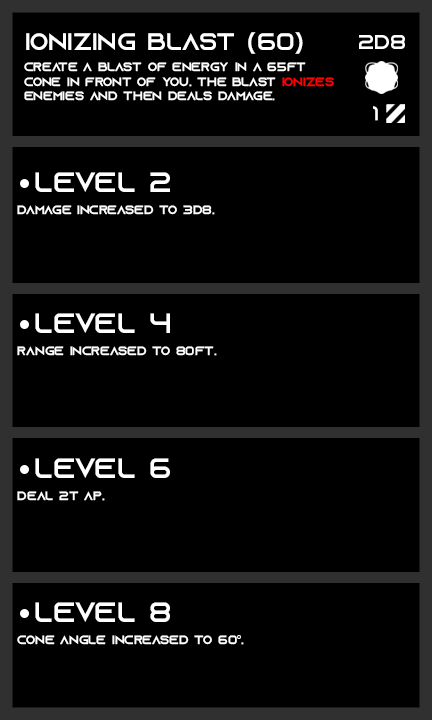 IONIZING BLAST (60)
2D8
CREATE A BLAST OF ENERGY IN A 65FT
CONE IN FRONT OF YOU. THE BLAST IONIZES
ENEMIES AND THEN DEALS DAMAGE.
1
•LEVEL 2
DAMAGE INCREASED TO 3D8.
•LEVEL 4
RANGE INCREASED TO 80FT.
•LEVEL 6
DEAL 2T AP.
•LEVEL 8
CONE ANGLE INCREASED TO 60°.